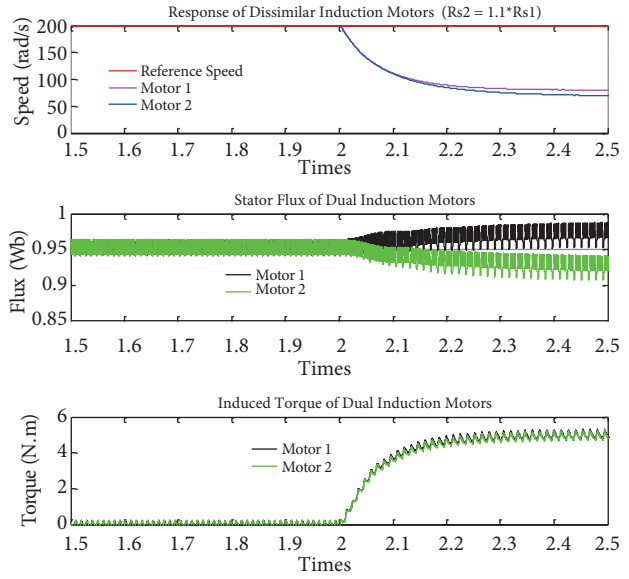 Response of Dissimilar Induction Motors (Rs2 = 1.1*Rs1)
Speed (rad/s)
200
150
100
50
0
Reference Speed
Motor 1
Motor 2
1.5 1.6 1.7 1.8 1.9 2 2.1 2.2 2.3 2.4 2.5
Times
Stator Flux of Dual Induction Motors
Flux (Wb)
1
0.95
0.9
0.85
Motor 1
Motor 2
1.5 1.6 1.7 1.8 1.9 2 2.1 2.2 2.3 2.4 2.5
Times
Induced Torque of Dual Induction Motors
Torque (N.m)
6
4
2
0
Motor 1
Motor 2
1.5 1.6 1.7 1.8 1.9 2 2.1 2.2 2.3 2.4 2.5
Times